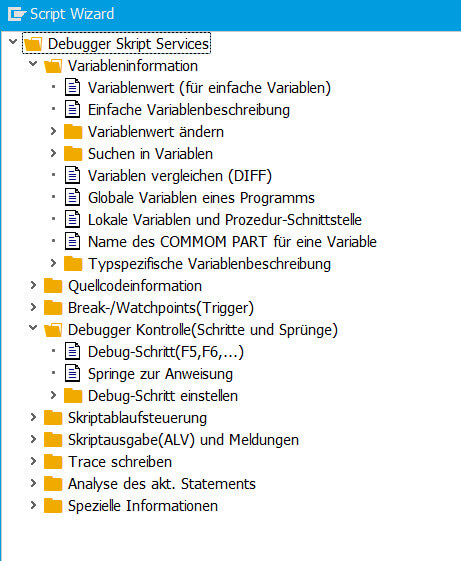 Script Wizard
Debugger Skript Services
Variableninformation
Variablenwert (für einfache Variablen)
Einfache Variablenbeschreibung
Variablenwert ändern
Suchen in Variablen
Variablen vergleichen (DIFF)
Globale Variablen eines Programms
Lokale Variablen und Prozedur-Schnittstelle
Name des COMMOM PART für eine Variable
Typspezifische Variablenbeschreibung
Quellcodeinformation
Break-/Watchpoints(Trigger)
Debugger Kontrolle(Schritte und Sprünge)
Debug-Schritt(F5,F6,...)
Springe zur Anweisung
Debug-Schritt einstellen
Skriptablaufsteuerung
Skriptausgabe(ALV) und Meldungen
Trace schreiben
Analyse des akt. Statements
Spezielle Informationen